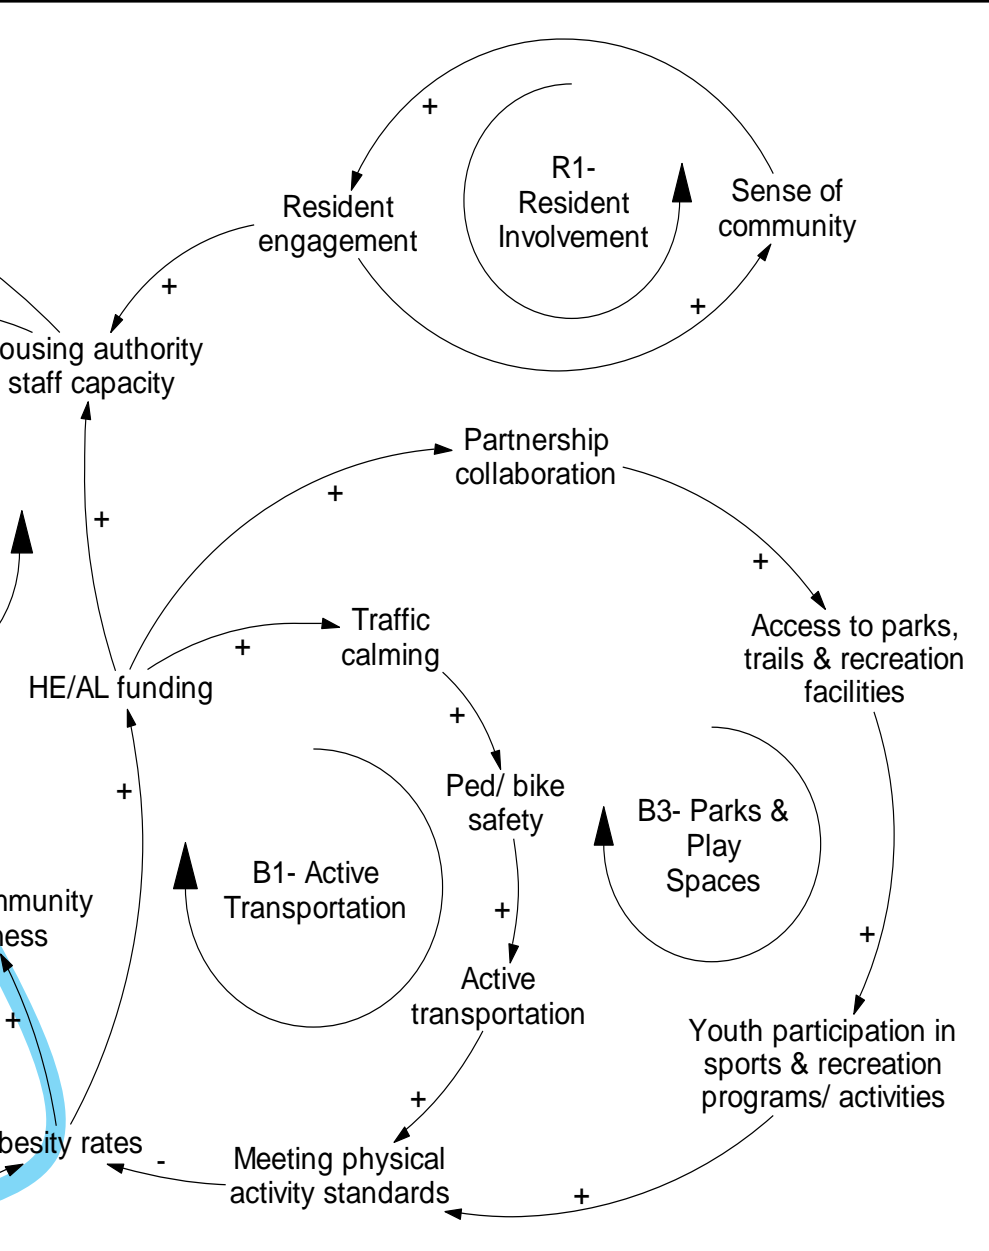 +
R1-
Resident
Involvement
Sense of
community
Resident
engagement
+
+
ousing authority
staff capacity
Partnership
collaboration
+
+
+
Traffic
calming
Access to parks,
trails & recreation
facilities
+
HE/AL funding
+
Ped/ bike
safety
+
B3- Parks &
Play
Spaces
B1- Active
Transportation
mmunity
ness
+
+
Active
transportation
+
Youth participation in
sports & recreation
programs/ activities
+
besity rates
-
Meeting physical
activity standards
+